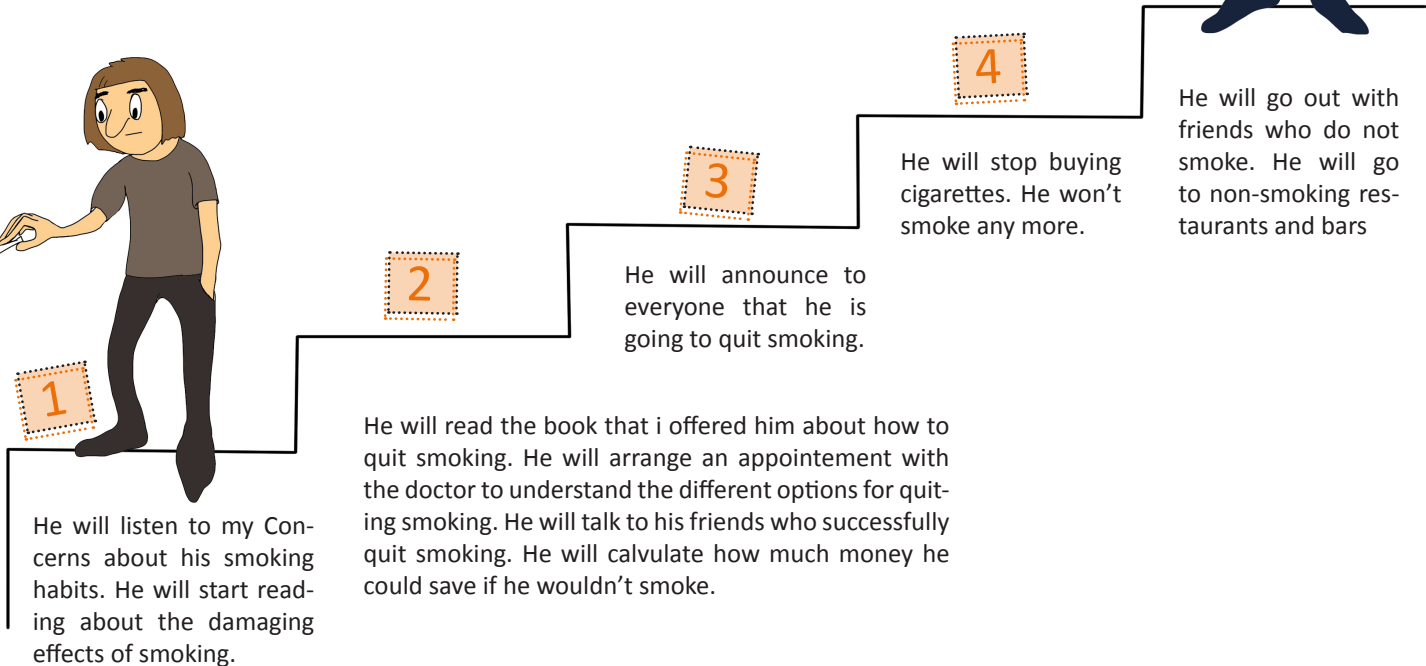 1
He will listen to my Con-
cerns about his smoking
habits. He will start read-
ing about the damaging
effects of smoking.
2
He will read the book that i offered him about how to
quit smoking. He will arrange an appointement with
the doctor to understand the different options for quit-
ing smoking. He will talk to his friends who successfully
quit smoking. He will calvulate how much money he
could save if he wouldn't smoke.
3
He will announce to
everyone that he is
going to quit smoking.
4
He will stop buying
cigarettes. He won't
smoke any more.
He will go out with
friends who do not
smoke. He will go
to non-smoking res-
taurants and bars